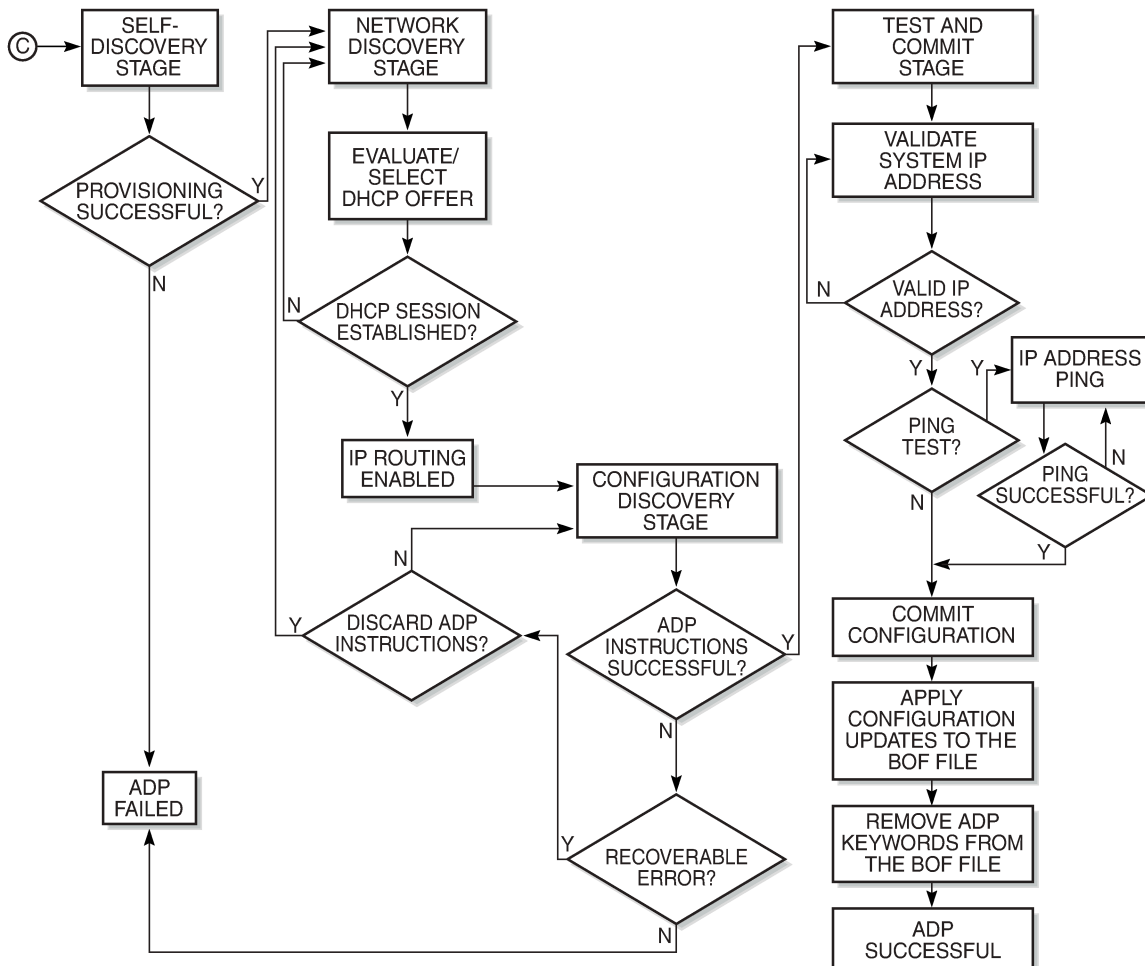 C
SELF-
DISCOVERY
STAGE
PROVISIONING
SUCCESSFUL?
Y
N
ADP
FAILED
NETWORK
DISCOVERY
STAGE
EVALUATE/
SELECT
DHCP OFFER
DHCP SESSION
ESTABLISHED?
N
Y
IP ROUTING
ENABLED
CONFIGURATION
DISCOVERY
STAGE
ADP
INSTRUCTIONS
SUCCESSFUL?
Y
N
DISCARD ADP
INSTRUCTIONS?
N
Y
RECOVERABLE
ERROR?
Y
N
TEST AND
COMMIT
STAGE
VALIDATE
SYSTEM IP
ADDRESS
VALID IP
ADDRESS?
N
Y
PING
TEST?
Y
N
IP ADDRESS
PING
PING
SUCCESSFUL?
N
Y
COMMIT
CONFIGURATION
APPLY
CONFIGURATION
UPDATES TO THE
BOF FILE
REMOVE ADP
KEYWORDS FROM
THE BOF FILE
ADP
SUCCESSFUL